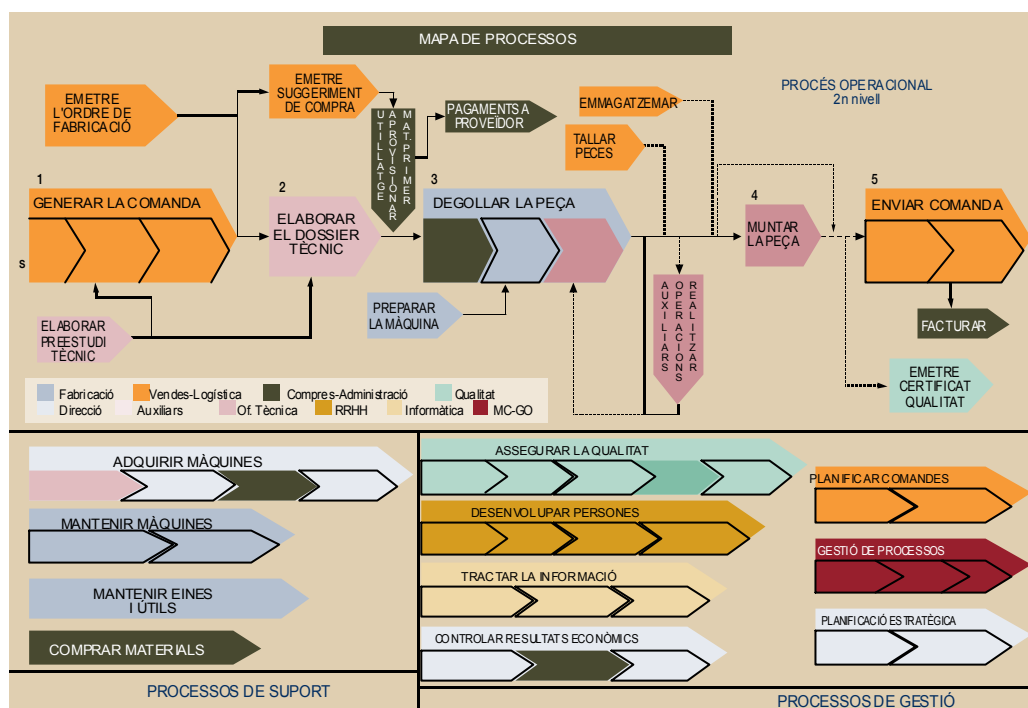 MAPA DE PROCESSOS
PROCÉS OPERACIONAL
2n nivell
EMETRE
L'ORDRE DE
FABRICACIÓ
EMETRE
SUGGERIMENT
DE COMPRA
UTILLATGE
APROVISIONAR
MAT.PRIMER
PAGAMENTS A
PROVEÏDOR
EMMAGATZEMAR
TALLAR
PECES
1
GENERAR LA COMANDA
s
2
ELABORAR
EL DOSSIER
TÈCNIC
3
DEGOLLAR LA PEÇA
4
MUNTAR
LA PEÇA
5
ENVIAR COMANDA
ELABORAR
PREESTUDI
TÈCNIC
PREPARAR
LA MÀQUINA
AUXILIARS
OPERACIONS
REALITZAR
FACTURAR
EMETRE
CERTIFICAT
QUALITAT
Fabricació Vendes-Logística Compres-Administració Qualitat
Direcció Auxiliars Of. Tècnica RRHH Informàtica MC-GO
ADQUIRIR MÀQUINES
MANTENIR MÀQUINES
MANTENIR EINES
I ÚTILS
COMPRAR MATERIALS
PROCESSOS DE SUPORT
ASSEGURAR LA QUALITAT
DESENVOLUPAR PERSONES
TRACTAR LA INFORMACIÓ
CONTROLAR RESULTATS ECONÒMICS
PLANIFICAR COMANDES
GESTIÓ DE PROCESSOS
PLANIFICACIÓ ESTRATÈGICA
PROCESSOS DE GESTIÓ